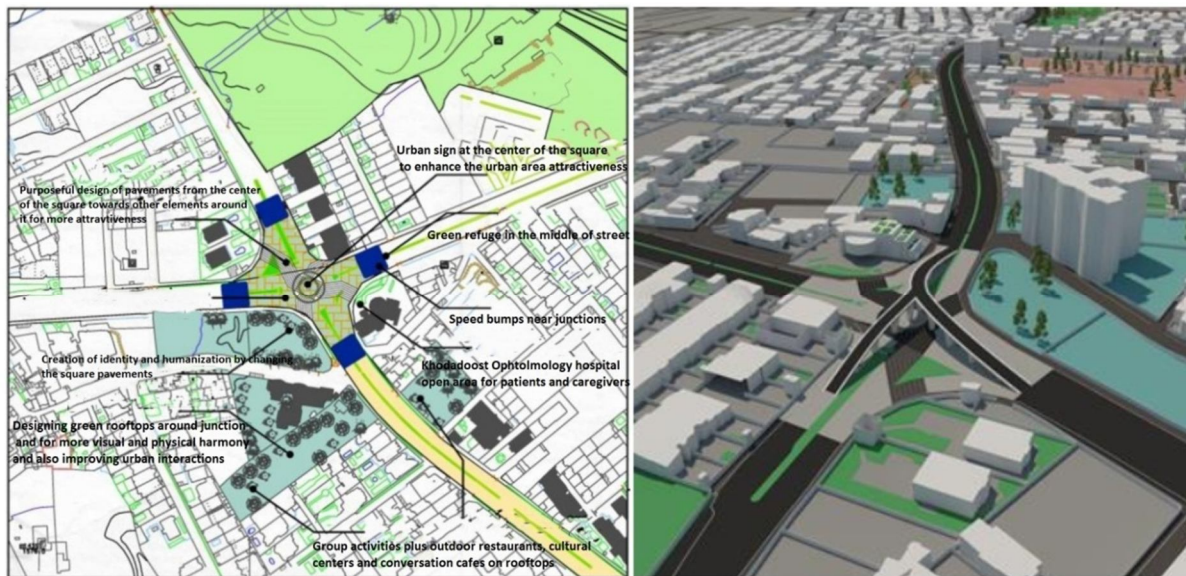 Urban sign at the center of the square
to enhance the urban area attractiveness
Purposeful design of pavements from the center
of the square towards other elements around
it for more attravtiveness
Green refuge in the middle of street
Speed bumps near junctions
Creation of identity and humanization by changing
the square pavements
Khodadoost Ophtolmology hospital
open area for patients and caregivers
Designing green rooftops around junction
and for more visual and physical harmony
and also improving urban interactions
Group activities plus outdoor restaurants, cultural
centers and conversation cafes on rooftops